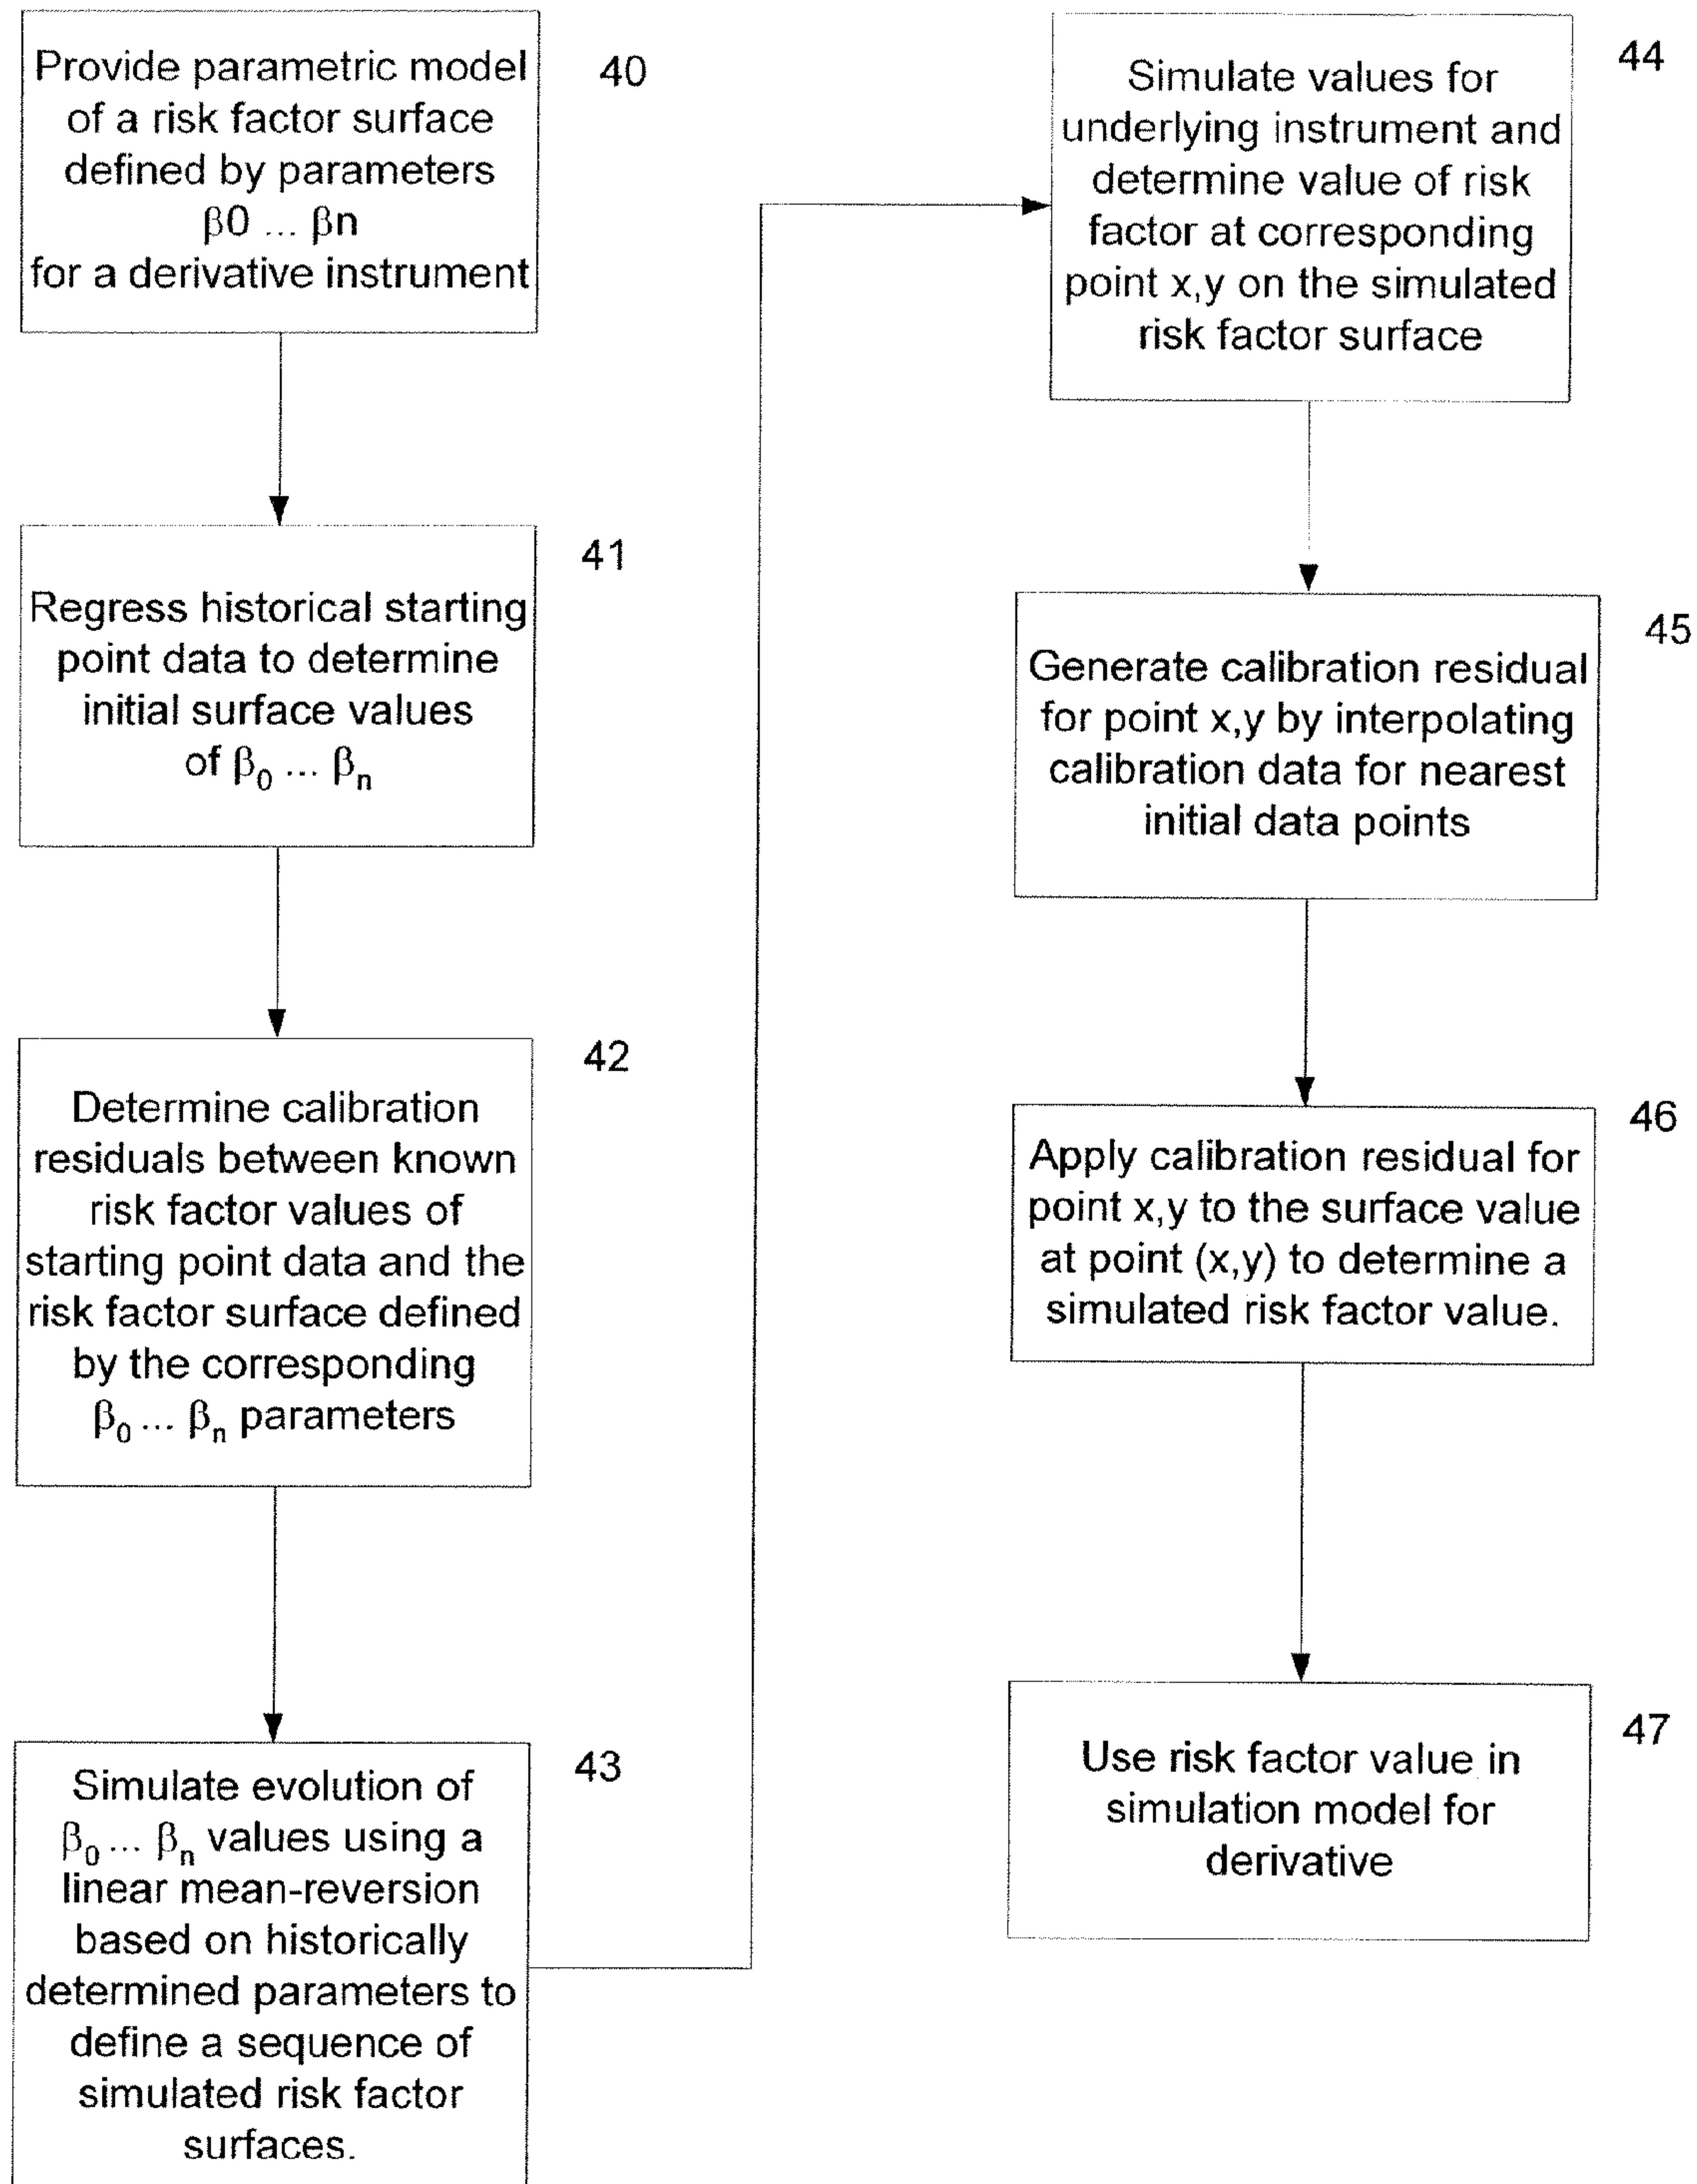 Provide parametric model
of a risk factor surface
defined by parameters
β0 ... βn
for a derivative instrument
40
Regress historical starting
point data to determine
initial surface values
of β₀ ... βₙ
41
Determine calibration
residuals between known
risk factor values of
starting point data and the
risk factor surface defined
by the corresponding
β₀ ... βₙ parameters
42
Simulate evolution of
β₀ ... βₙ values using a
linear mean-reversion
based on historically
determined parameters to
define a sequence of
simulated risk factor
surfaces.
43
Simulate values for
underlying instrument and
determine value of risk
factor at corresponding
point x,y on the simulated
risk factor surface
44
Generate calibration residual
for point x,y by interpolating
calibration data for nearest
initial data points
45
Apply calibration residual for
point x,y to the surface value
at point (x,y) to determine a
simulated risk factor value.
46
Use risk factor value in
simulation model for
derivative
47